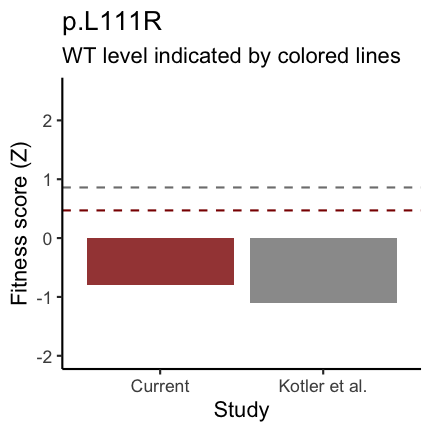 p.L111R
WT level indicated by colored lines
Fitness score (Z)
2
1
0
-1
-2
Current
Kotler et al.
Study